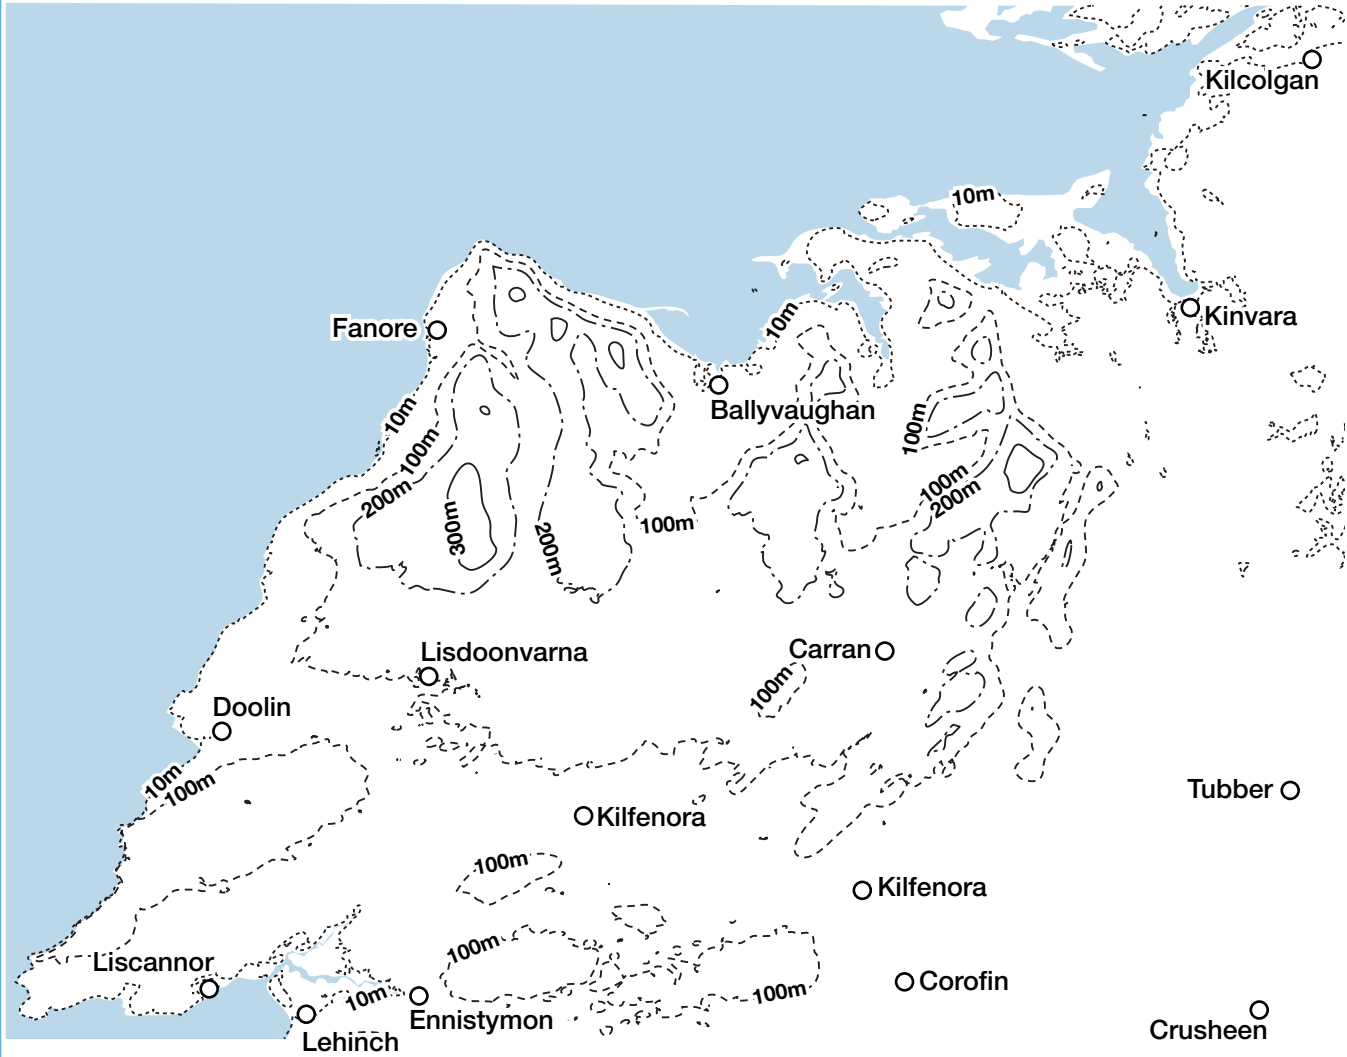 Kilcolgan
10m
Kinvara
10m
Fanore
Ballyvaughan
10m
100m
100m
100m
200m
200m
300m
200m
100m
Lisdoonvarna
Carran
100m
Doolin
10m
100m
Tubber
Kilfenora
100m
Kilfenora
100m
Liscannor
Corofin
10m
100m
Ennistymon
Crusheen
Lehinch